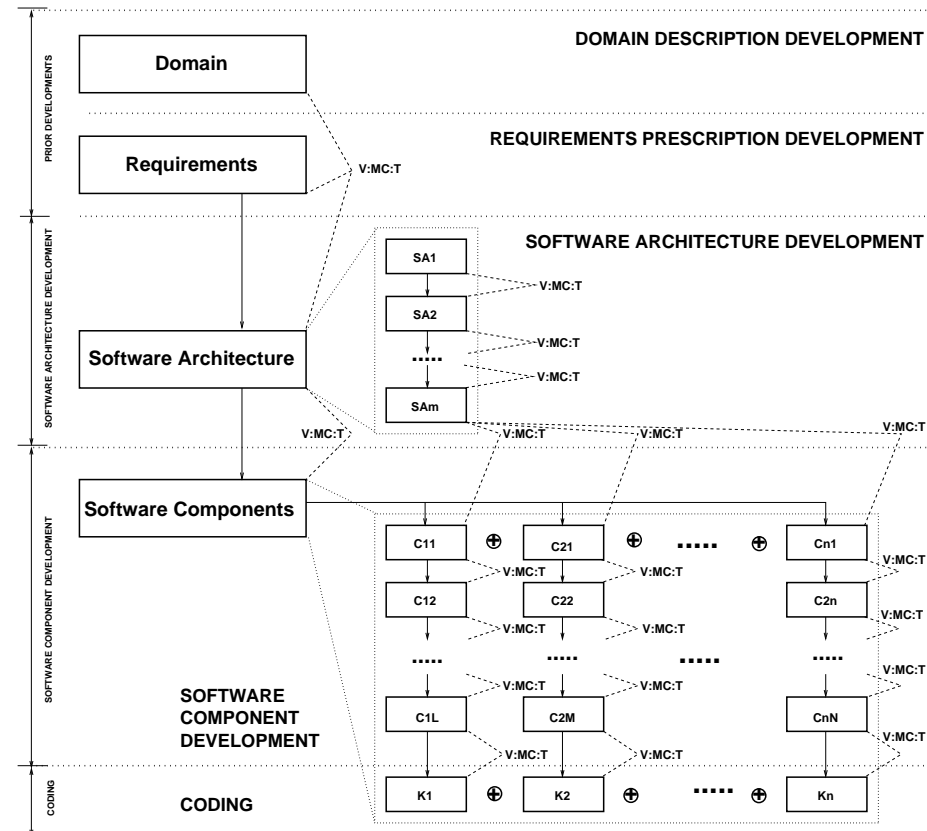 DOMAIN DESCRIPTION DEVELOPMENT
Domain
PRIOR DEVELOPMENTS
REQUIREMENTS PRESCRIPTION DEVELOPMENT
Requirements
V:MC:T
SOFTWARE ARCHITECTURE DEVELOPMENT
SOFTWARE ARCHITECTURE DEVELOPMENT
SA1
V:MC:T
SA2
V:MC:T
Software Architecture
.....
V:MC:T
SAm
V:MC:T
V:MC:T
V:MC:T
V:MC:T
Software Components
SOFTWARE COMPONENT DEVELOPMENT
C11 ⊕ C21 ⊕ ..... ⊕ Cn1
V:MC:T V:MC:T V:MC:T
C12 C22 C2n
V:MC:T V:MC:T V:MC:T
..... ..... ..... .....
V:MC:T V:MC:T V:MC:T
C1L C2M CnN
SOFTWARE
COMPONENT
DEVELOPMENT
V:MC:T V:MC:T V:MC:T
CODING
CODING
K1 ⊕ K2 ⊕ ..... ⊕ Kn